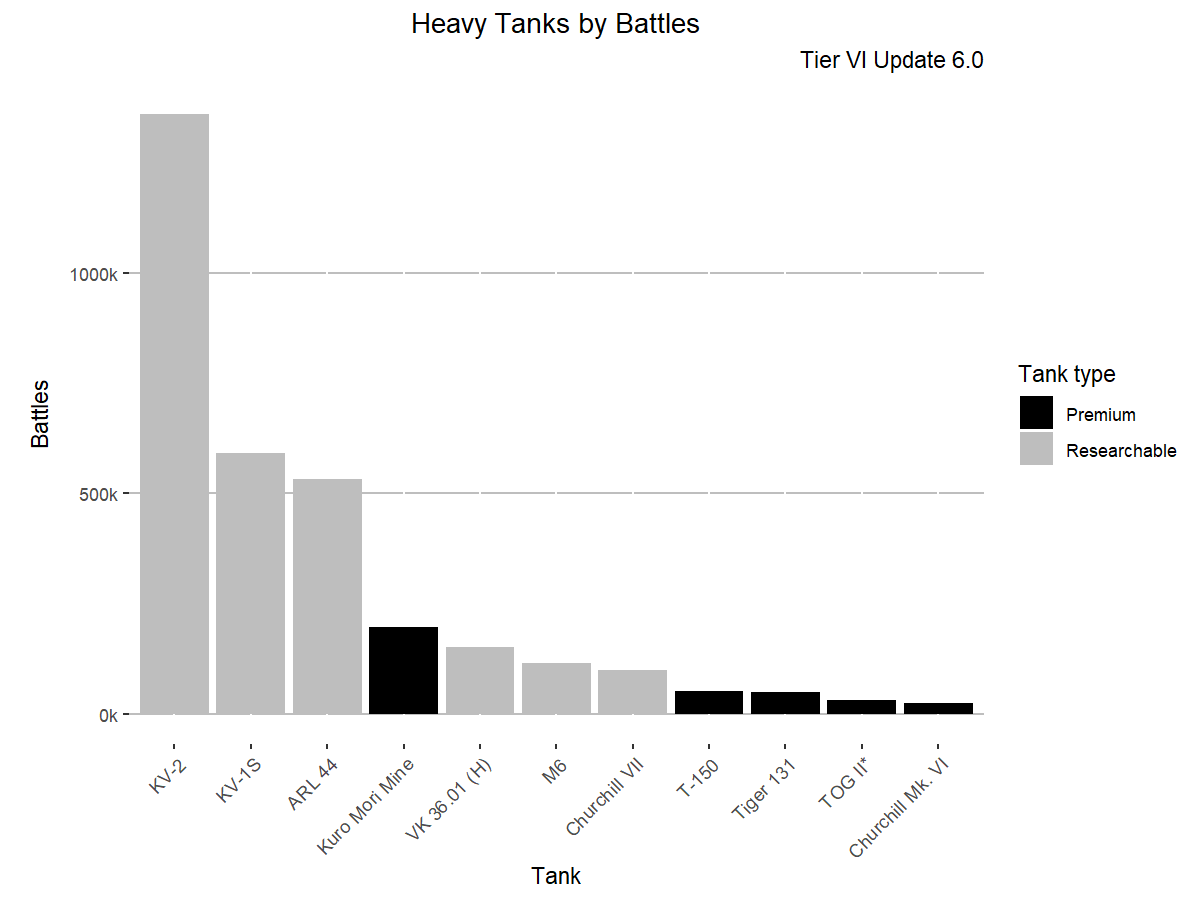 Heavy Tanks by Battles
Tier VI Update 6.0
Battles
1000k
500k
0k
KV-2
KV-1S
ARL 44
Kuro Mori Mine
VK 36.01 (H)
M6
Churchill VII
T-150
Tiger 131
TOG II*
Churchill Mk. VI
Tank
Tank type
Premium
Researchable